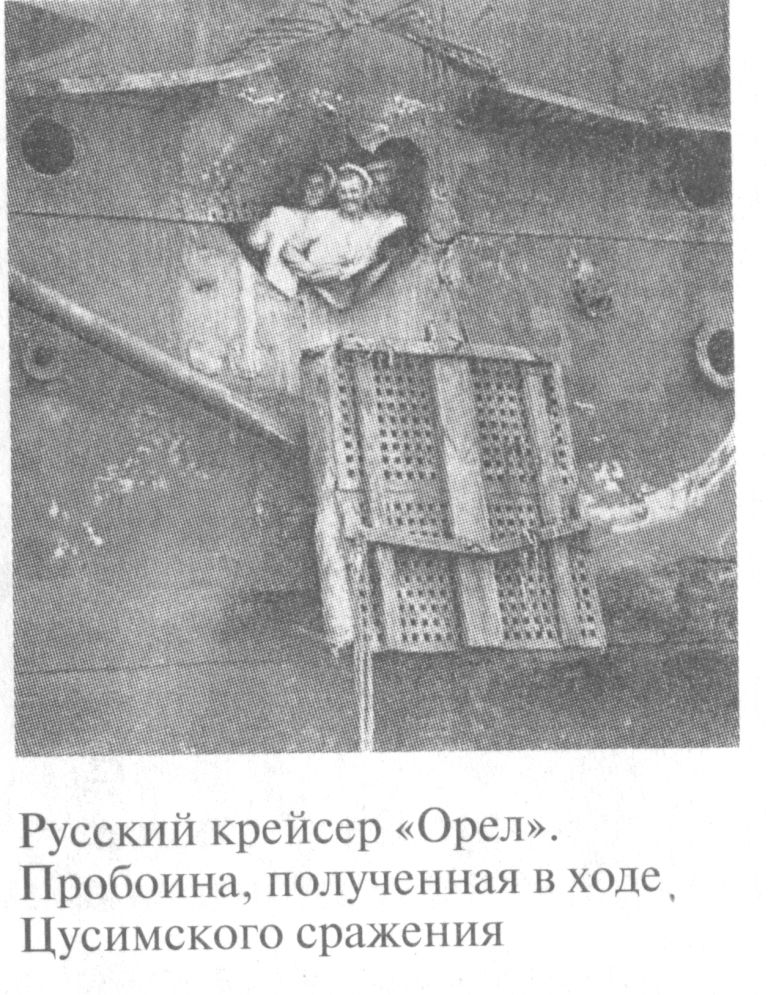 Русский крейсер «Орел».
Пробоина, полученная в ходе
Цусимского сражения